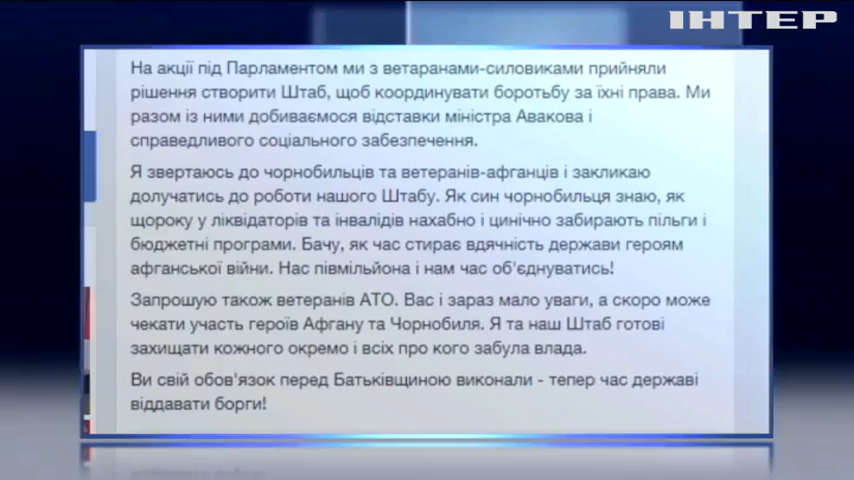 ІНТЕР
На акції під Парламентом ми з ветаранами-силовиками прийняли
рішення створити Штаб, щоб координувати боротьбу за їхні права. Ми
разом із ними добиваємося відставки міністра Авакова і
справедливого соціального забезпечення.
Я звертаюсь до чорнобильців та ветеранів-афганців і закликаю
долучатись до роботи нашого Штабу. Як син чорнобильця знаю, як
щороку у ліквідаторів та інвалідів нахабно і цинічно забирають пільги і
бюджетні програми. Бачу, як час стирає вдячність держави героям
афганської війни. Нас півмільйона і нам час об'єднуватись!
Запрошую також ветеранів АТО. Вас і зараз мало уваги, а скоро може
чекати участь героїв Афгану та Чорнобиля. Я та наш Штаб готові
захищати кожного окремо і всіх про кого забула влада.
Ви свій обов'язок перед Батьківщиною виконали - тепер час державі
віддавати борги!